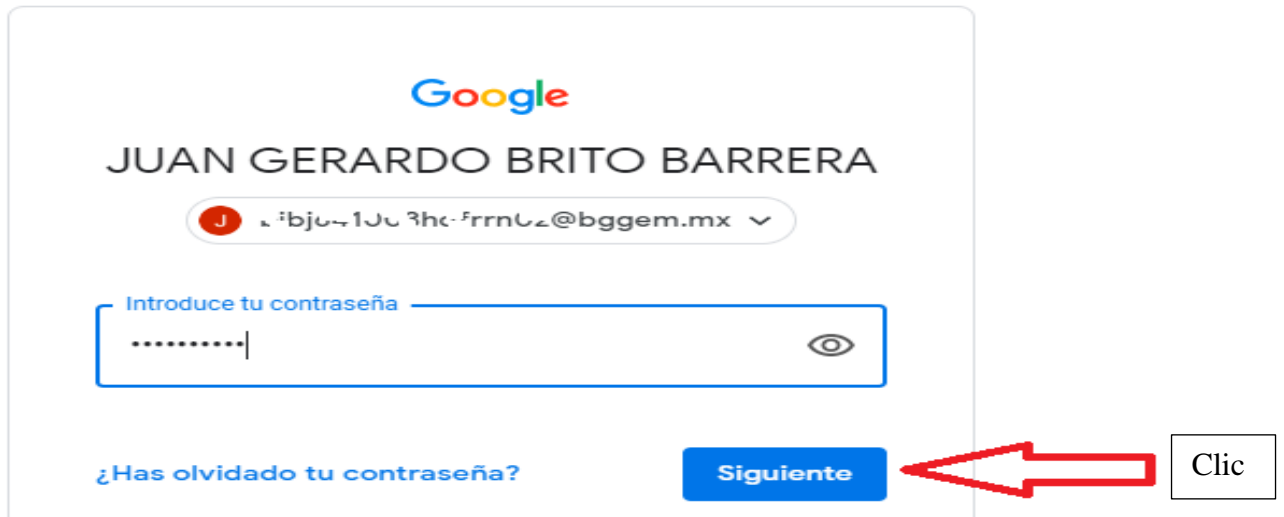 Google
JUAN GERARDO BRITO BARRERA
J @bggem.mx
Introduce tu contraseña
••••••••••
¿Has olvidado tu contraseña? Siguiente Clic